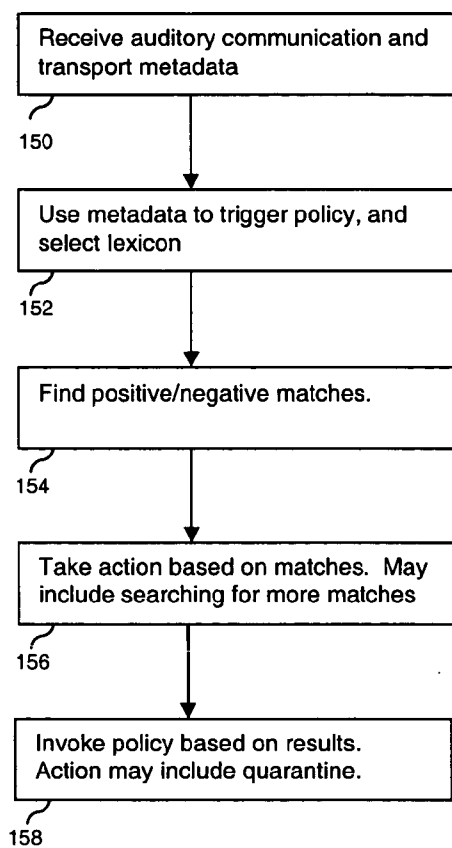 Receive auditory communication and
transport metadata
150
Use metadata to trigger policy, and
select lexicon
152
Find positive/negative matches.
154
Take action based on matches. May
include searching for more matches
156
Invoke policy based on results.
Action may include quarantine.
158